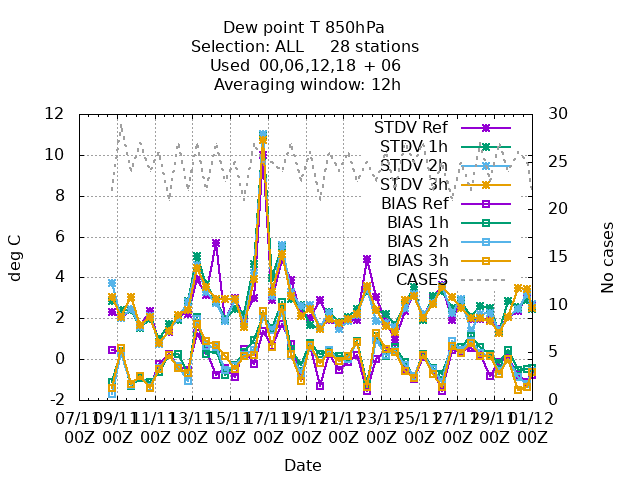 Dew point T 850hPa
Selection: ALL 28 stations
Used 00,06,12,18 + 06
Averaging window: 12h
12 30
STDV Ref
STDV 1h
STDV 2h
STDV 3h
BIAS Ref
BIAS 1h
BIAS 2h
BIAS 3h
CASES
10 25
8 20
6 15
4 10
2
0 5
-2 0
deg C
No cases
07/11 09/11 11/11 13/11 15/11 17/11 19/11 21/11 23/11 25/11 27/11 29/11 01/12
00Z 00Z 00Z 00Z 00Z 00Z 00Z 00Z 00Z 00Z 00Z 00Z 00Z
Date